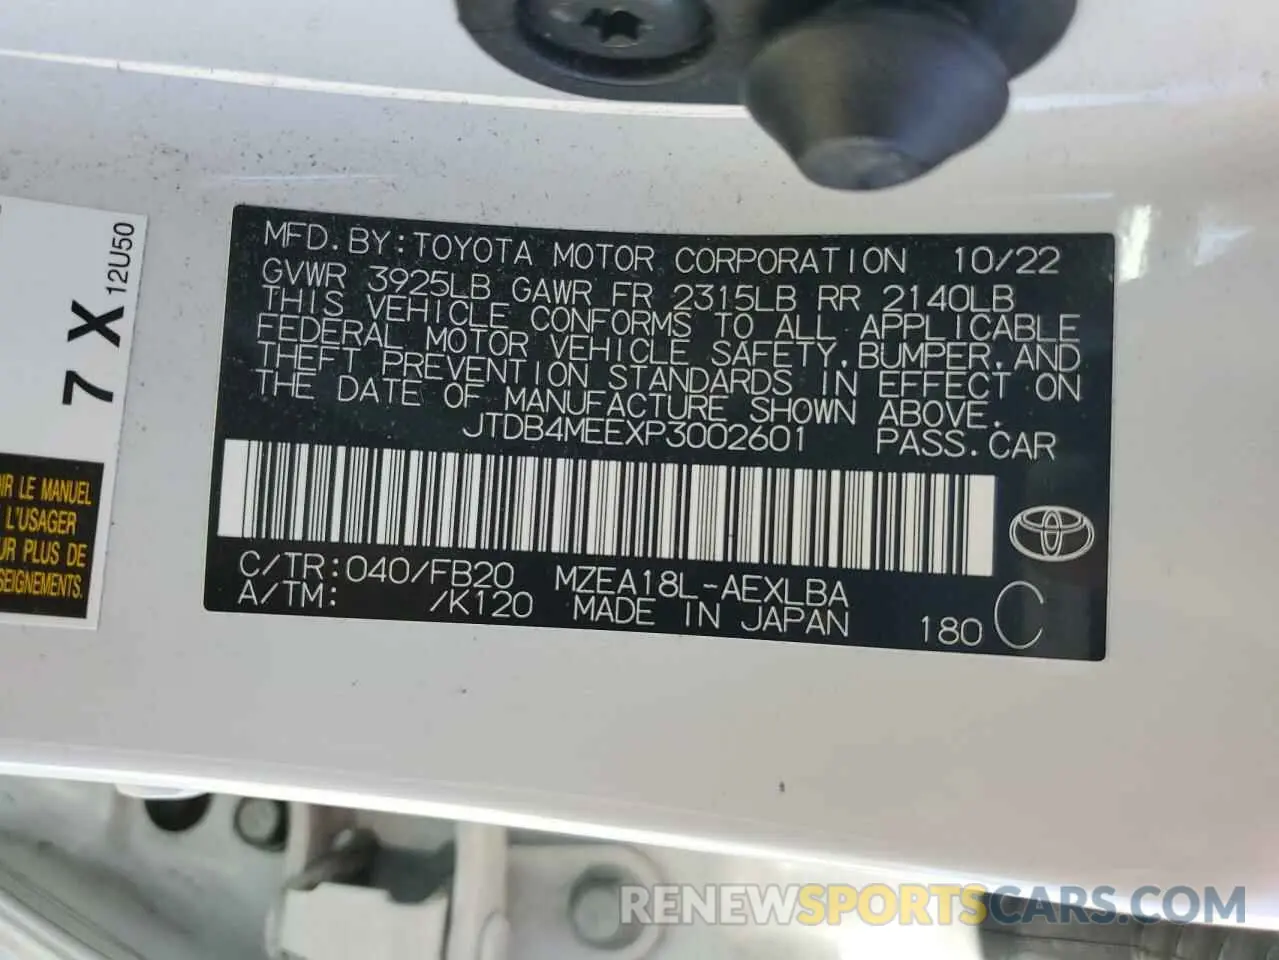 12U50
7 X
IR LE MANUEL
L'USAGER
UR PLUS DE
SEIGNEMENTS.
MFD. BY: TOYOTA MOTOR CORPORATION 10/22
GVWR 3925LB GAWR FR 2315LB RR 2140LB
THIS VEHICLE CONFORMS TO ALL APPLICABLE
FEDERAL MOTOR VEHICLE SAFETY, BUMPER, AND
THEFT PREVENTION STANDARDS IN EFFECT ON
THE DATE OF MANUFACTURE SHOWN ABOVE.
JTDB4MEEXP3002601 PASS. CAR
C/TR: 040/FB20 MZEA18L-AEXLBA
A/TM: /K120 MADE IN JAPAN 180 C
RENEWSPORTSCARS.COM